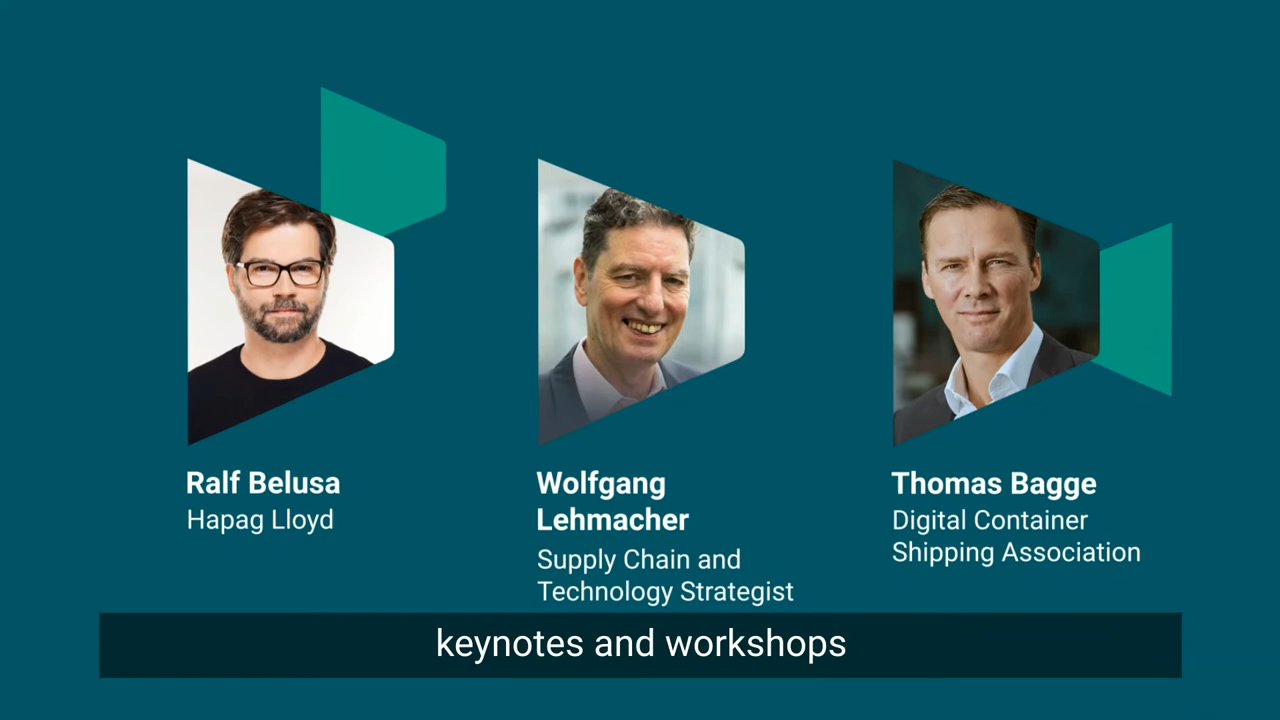 Ralf Belusa
Hapag Lloyd
Wolfgang
Lehmacher
Supply Chain and
Technology Strategist
Thomas Bagge
Digital Container
Shipping Association
keynotes and workshops